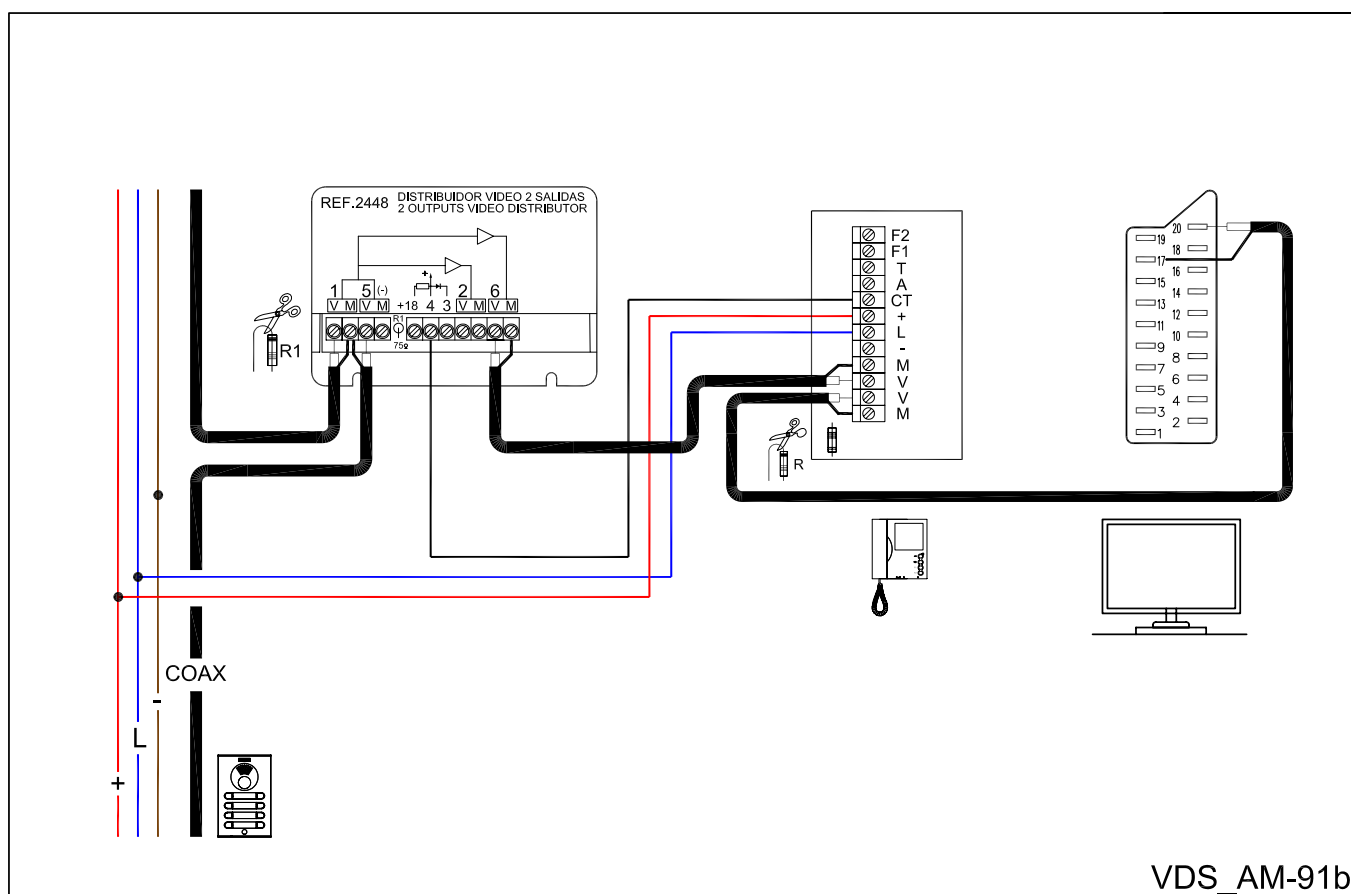 REF.2448
DISTRIBUIDOR VIDEO 2 SALIDAS
2 OUTPUTS VIDEO DISTRIBUTOR
+
1 5 (-) 2 6
V M V M +18 4 3 V M V M
R1
75Ω
R1
F2
F1
T
A
CT
+
L
-
M
V
V
M
R
20
19
18
17
16
15
14
13
12
11
10
9
8
7
6
5
4
3
2
1
COAX
-
L
+
VDS_AM-91b